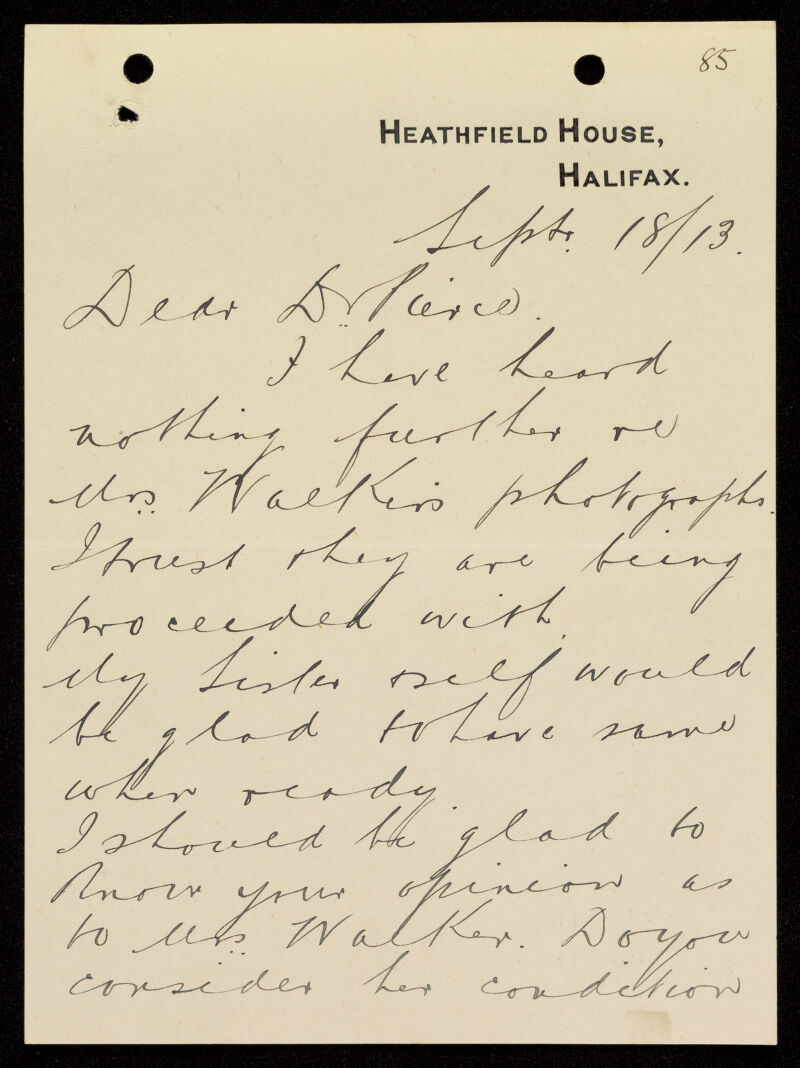 85
HEATHFIELD HOUSE,
HALIFAX.
Septr. 18/13.
Dear Dr. Pierce.
I have heard
nothing further re
Mrs. Walker's photographs.
I trust they are being
proceeded with.
My Sister & self would
be glad to have same
when ready.
I should be glad to
know your opinion as
to Mrs. Walker. Do you
consider her condition